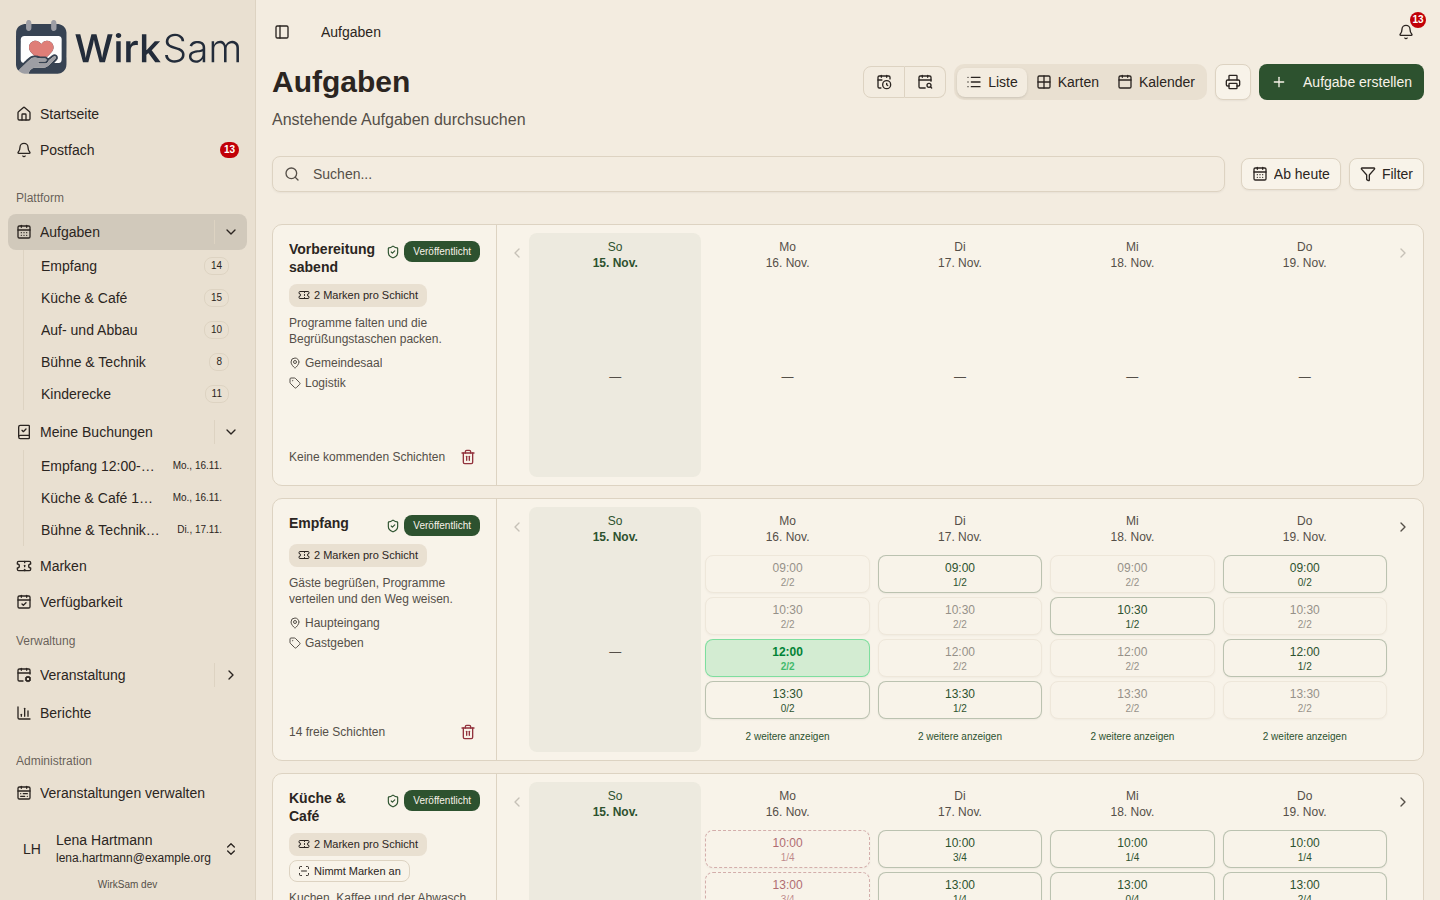 WirkSam
Startseite
Postfach 13
Plattform
Aufgaben
Empfang 14
Küche & Café 15
Auf- und Abbau 10
Bühne & Technik 8
Kinderecke 11
Meine Buchungen
Empfang 12:00-… Mo., 16.11.
Küche & Café 1… Mo., 16.11.
Bühne & Technik… Di., 17.11.
Marken
Verfügbarkeit
Verwaltung
Veranstaltung
Berichte
Administration
Veranstaltungen verwalten
LH
Lena Hartmann
lena.hartmann@example.org
WirkSam dev
Aufgaben
13
Aufgaben
Liste Karten Kalender
Aufgabe erstellen
Anstehende Aufgaben durchsuchen
Suchen...
Ab heute
Filter
Vorbereitung
sabend
Veröffentlicht
2 Marken pro Schicht
Programme falten und die
Begrüßungstaschen packen.
Gemeindesaal
Logistik
Keine kommenden Schichten
So Mo Di Mi Do
15. Nov. 16. Nov. 17. Nov. 18. Nov. 19. Nov.
— — — — —
Empfang
Veröffentlicht
2 Marken pro Schicht
Gäste begrüßen, Programme
verteilen und den Weg weisen.
Haupteingang
Gastgeben
14 freie Schichten
So Mo Di Mi Do
15. Nov. 16. Nov. 17. Nov. 18. Nov. 19. Nov.
09:00 09:00 09:00 09:00
2/2 1/2 2/2 0/2
10:30 10:30 10:30 10:30
2/2 2/2 1/2 2/2
— 12:00 12:00 12:00 12:00
2/2 2/2 2/2 1/2
13:30 13:30 13:30 13:30
0/2 1/2 2/2 2/2
2 weitere anzeigen 2 weitere anzeigen 2 weitere anzeigen 2 weitere anzeigen
Küche &
Café
Veröffentlicht
2 Marken pro Schicht
Nimmt Marken an
Kuchen, Kaffee und der Abwasch
So Mo Di Mi Do
15. Nov. 16. Nov. 17. Nov. 18. Nov. 19. Nov.
10:00 10:00 10:00 10:00
1/4 3/4 1/4 1/4
13:00 13:00 13:00 13:00
3/4 1/4 0/4 2/4